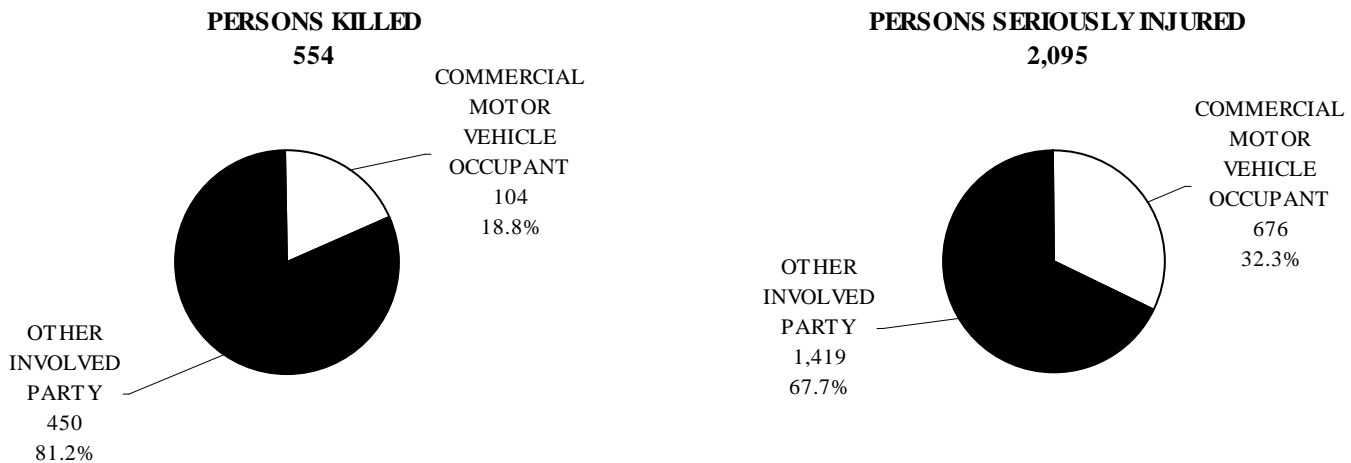 PERSONS KILLED
554
COMMERCIAL
MOTOR
VEHICLE
OCCUPANT
104
18.8%
OTHER
INVOLVED
PARTY
450
81.2%
PERSONS SERIOUSLY INJURED
2,095
COMMERCIAL
MOTOR
VEHICLE
OCCUPANT
676
32.3%
OTHER
INVOLVED
PARTY
1,419
67.7%